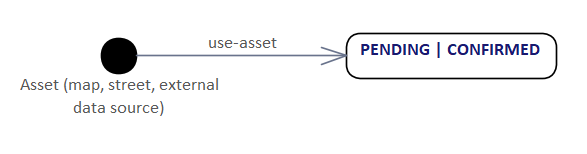 use-asset
PENDING | CONFIRMED
Asset (map, street, external
data source)